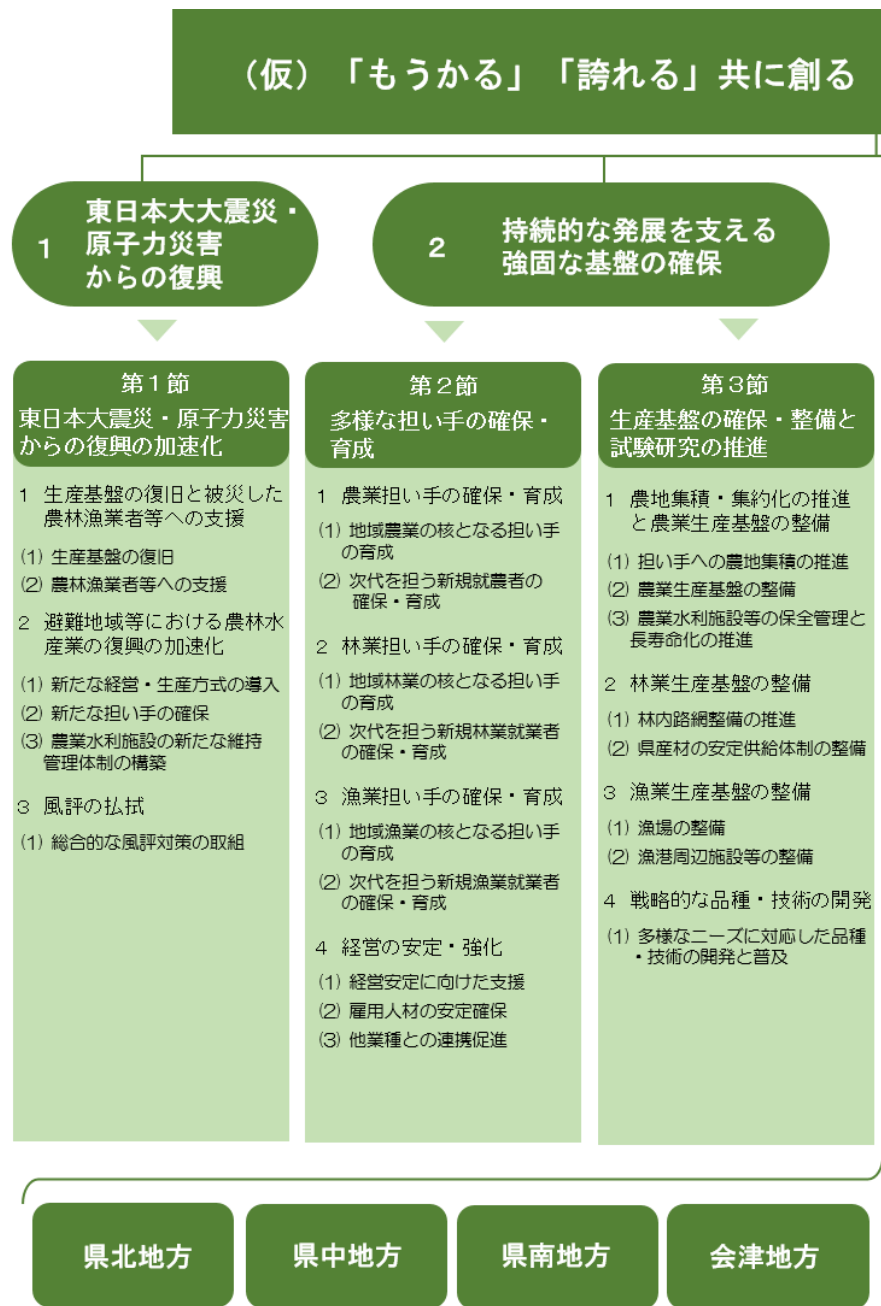 （仮）「もうかる」「誇れる」共に創る
1
東日本大大震災・
原子力災害
からの復興
2
持続的な発展を支える
強固な基盤の確保
第１節
東日本大震災・原子力災害
からの復興の加速化
1 生産基盤の復旧と被災した
農林漁業者等への支援
(1) 生産基盤の復旧
(2) 農林漁業者等への支援
2 避難地域等における農林水
産業の復興の加速化
(1) 新たな経営・生産方式の導入
(2) 新たな担い手の確保
(3) 農業水利施設の新たな維持
管理体制の構築
3 風評の払拭
(1) 総合的な風評対策の取組
第２節
多様な担い手の確保・
育成
1 農業担い手の確保・育成
(1) 地域農業の核となる担い手
の育成
(2) 次代を担う新規就農者の
確保・育成
2 林業担い手の確保・育成
(1) 地域林業の核となる担い手
の育成
(2) 次代を担う新規林業就業者
の確保・育成
3 漁業担い手の確保・育成
(1) 地域漁業の核となる担い手
の育成
(2) 次代を担う新規漁業就業者
の確保・育成
4 経営の安定・強化
(1) 経営安定に向けた支援
(2) 雇用人材の安定確保
(3) 他業種との連携促進
第３節
生産基盤の確保・整備と
試験研究の推進
1 農地集積・集約化の推進
と農業生産基盤の整備
(1) 担い手への農地集積の推進
(2) 農業生産基盤の整備
(3) 農業水利施設等の保全管理と
長寿命化の推進
2 林業生産基盤の整備
(1) 林内路網整備の推進
(2) 県産材の安定供給体制の整備
3 漁業生産基盤の整備
(1) 漁場の整備
(2) 漁港周辺施設等の整備
4 戦略的な品種・技術の開発
(1) 多様なニーズに対応した品種
・技術の開発と普及
県北地方
県中地方
県南地方
会津地方